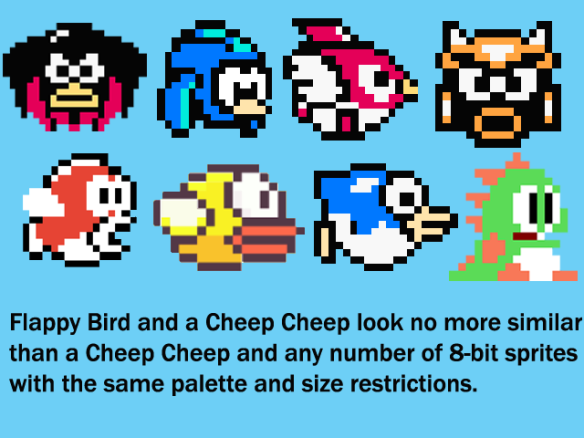 Flappy Bird and a Cheep Cheep look no more similar
than a Cheep Cheep and any number of 8-bit sprites
with the same palette and size restrictions.